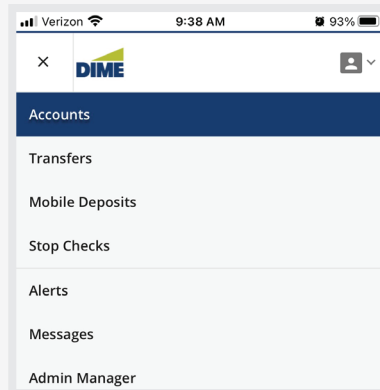 Verizon 9:38 AM 93%
DIME
Accounts
Transfers
Mobile Deposits
Stop Checks
Alerts
Messages
Admin Manager